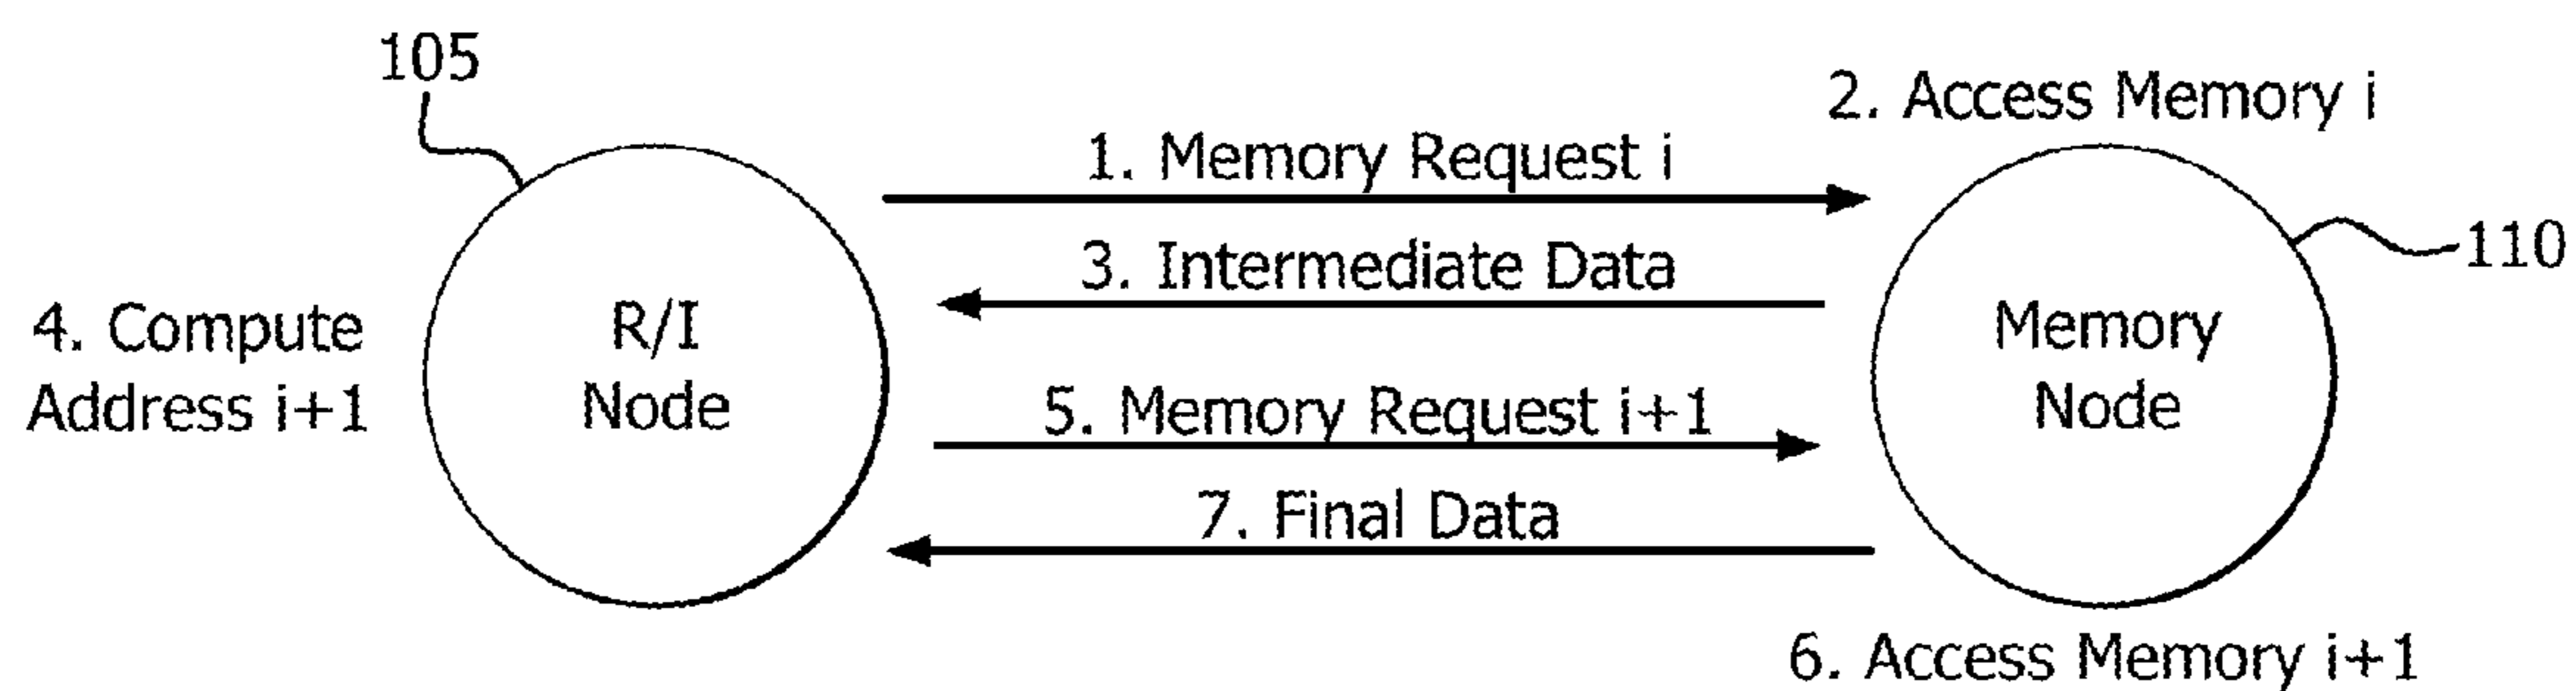 105
2. Access Memory i
1. Memory Request i
3. Intermediate Data
110
4. Compute
Address i+1
R/I
Node
Memory
Node
5. Memory Request i+1
7. Final Data
6. Access Memory i+1